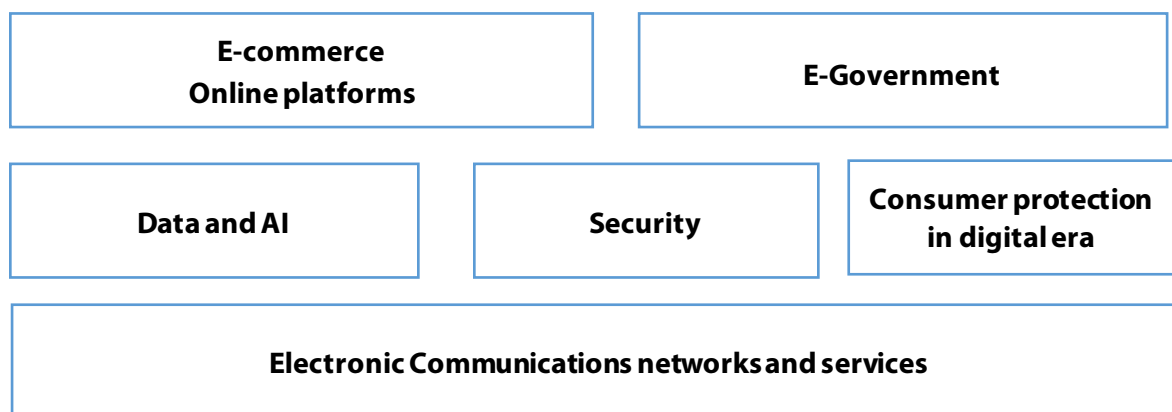 E-commerce
Online platforms
E-Government
Data and AI
Security
Consumer protection
in digital era
Electronic Communications networks and services